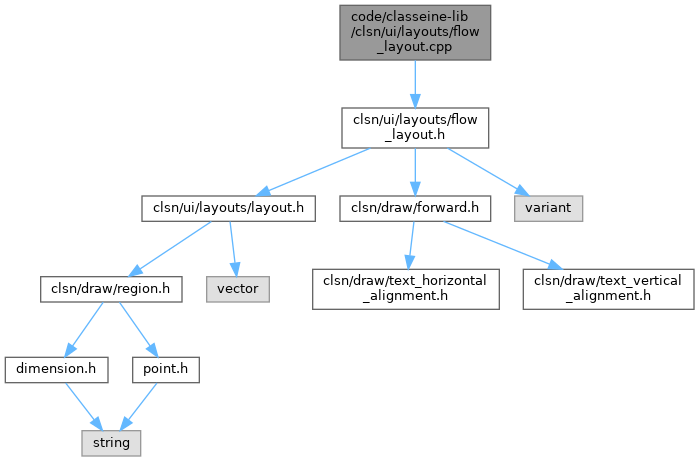 code/classeine-lib
/clsn/ui/layouts/flow
_layout.cpp
clsn/ui/layouts/flow
_layout.h
clsn/ui/layouts/layout.h
clsn/draw/forward.h
variant
clsn/draw/region.h
vector
clsn/draw/text_horizontal
_alignment.h
clsn/draw/text_vertical
_alignment.h
dimension.h
point.h
string